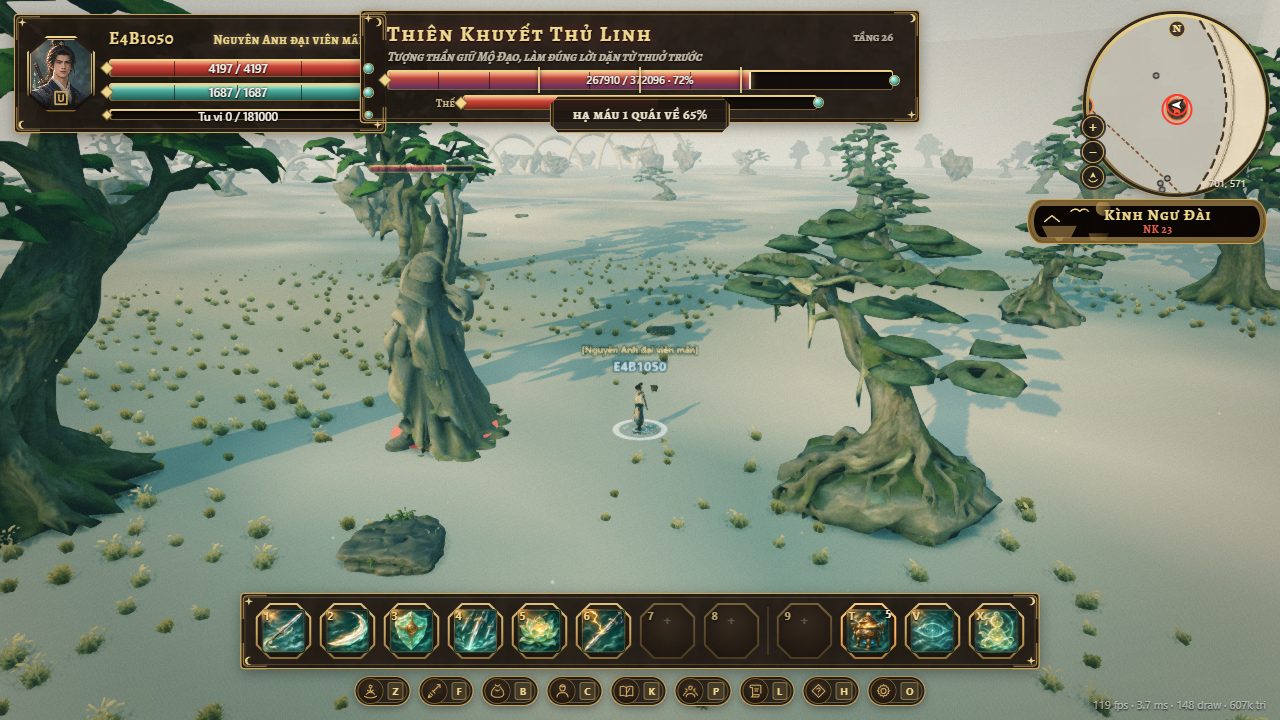 E4B1050
Nguyên Anh đại viên mã
4197 / 4197
1687 / 1687
Tu vi 0 / 181000
U
Thiên Khuyết Thủ Linh
Tầng 26
Tượng thần giữ Mộ Đạo, làm đúng lời dặn từ thuở trước
267910 / 372096 · 72%
Thế
Hạ máu 1 quái về 65%
N
701, 571
Kình Ngư Đài
NK 23
[Nguyên Anh đại viên mãn]
E4B1050
1
2
3
4
5
6
7
8
9
T
5
V
X
Z
F
B
C
K
P
L
H
O
119 fps · 3.7 ms · 148 draw · 607k tri